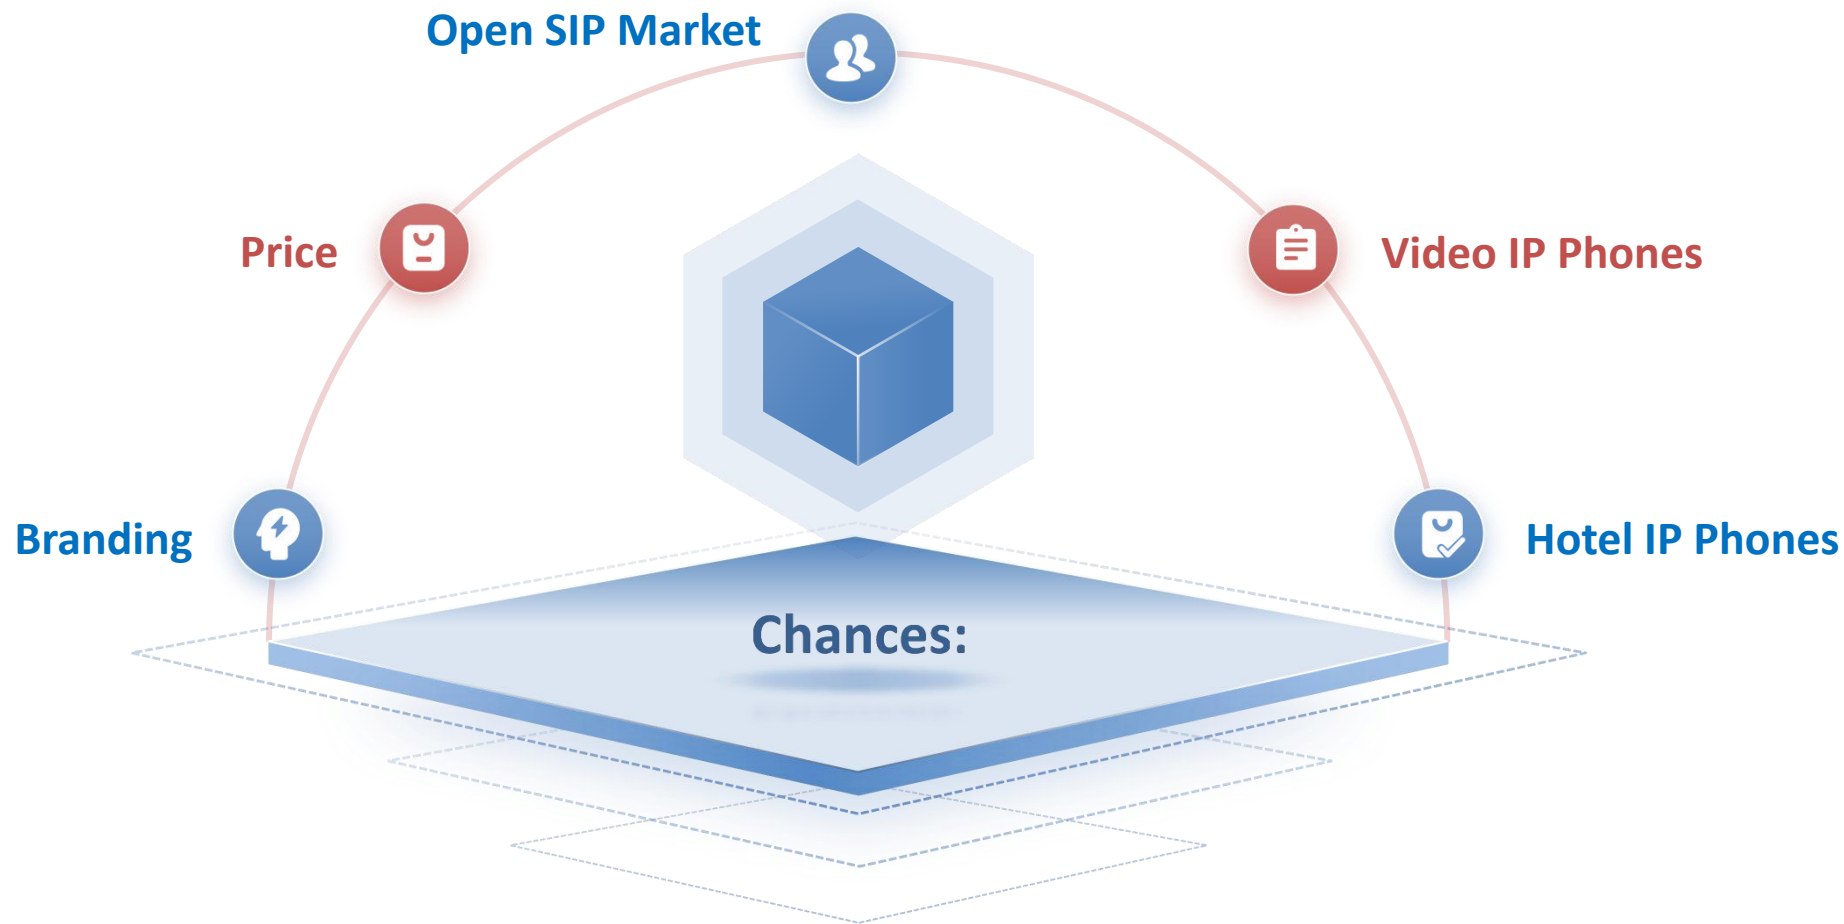 Open SIP Market
Price
Video IP Phones
Branding
Hotel IP Phones
Chances: